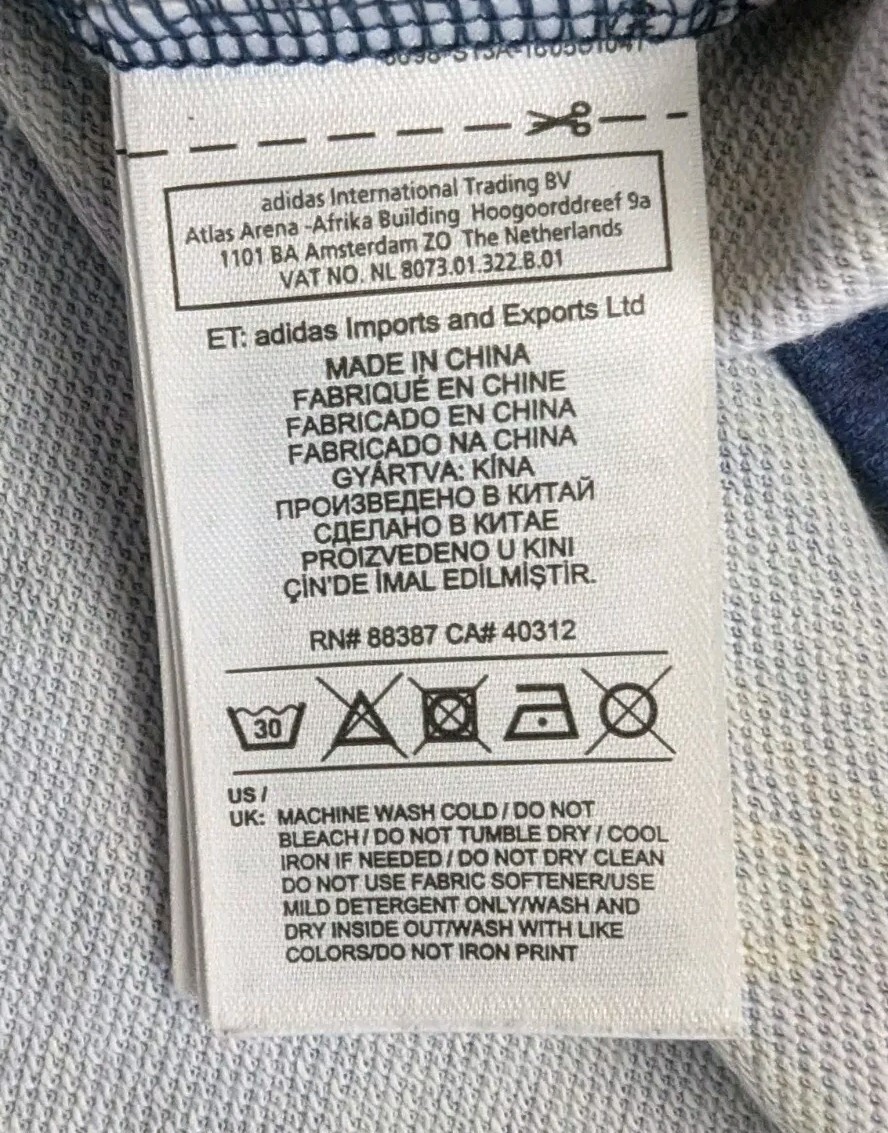 adidas International Trading BV
Atlas Arena -Afrika Building Hoogoorddreef 9a
1101 BA Amsterdam ZO The Netherlands
VAT NO. NL 8073.01.322.B.01
ET: adidas Imports and Exports Ltd
MADE IN CHINA
FABRIQUÉ EN CHINE
FABRICADO EN CHINA
FABRICADO NA CHINA
GYÁRTVA: KÍNA
ПРОИЗВЕДЕНО В КИТАЙ
СДЕЛАНО В КИТАЕ
PROIZVEDENO U KINI
ÇİN'DE İMAL EDİLMİŞTİR.
RN# 88387 CA# 40312
30
US /
UK: MACHINE WASH COLD / DO NOT
BLEACH / DO NOT TUMBLE DRY / COOL
IRON IF NEEDED / DO NOT DRY CLEAN
DO NOT USE FABRIC SOFTENER/USE
MILD DETERGENT ONLY/WASH AND
DRY INSIDE OUT/WASH WITH LIKE
COLORS/DO NOT IRON PRINT